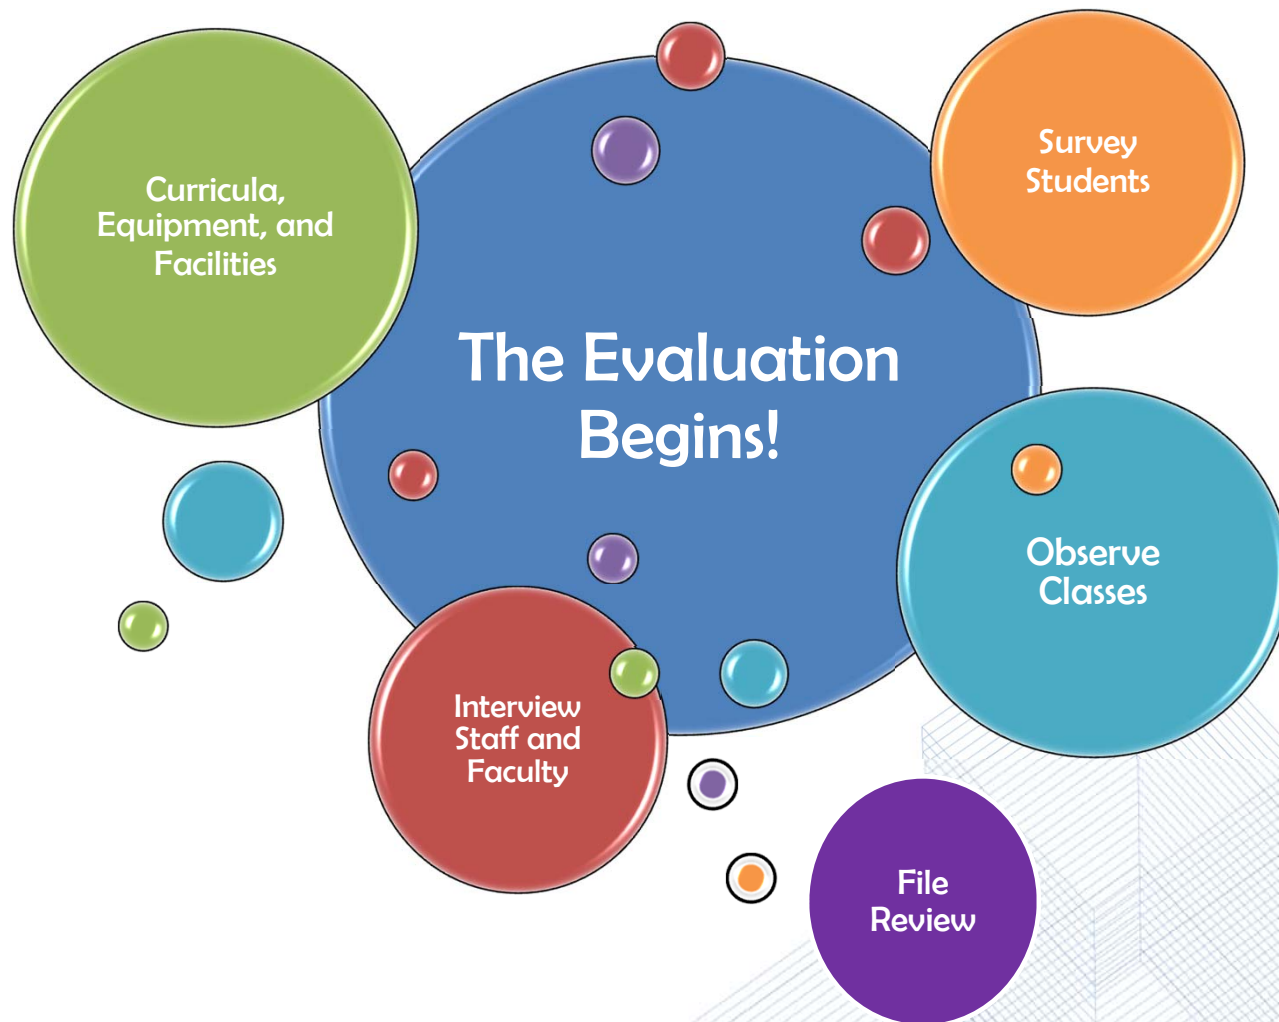 Curricula,
Equipment, and
Facilities
Survey
Students
The Evaluation
Begins!
Observe
Classes
Interview
Staff and
Faculty
File
Review